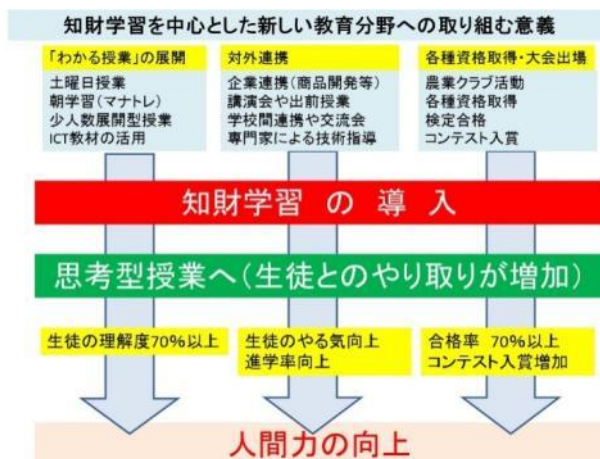 知財学習を中心とした新しい教育分野への取り組む意義
「わかる授業」の展開
土曜日授業
朝学習(マナトレ)
少人数展開型授業
ICT教材の活用
対外連携
企業連携(商品開発等)
講演会や出前授業
学校間連携や交流会
専門家による技術指導
各種資格取得・大会出場
農業クラブ活動
各種資格取得
検定合格
コンテスト入賞
知財学習 の 導 入
思考型授業へ(生徒とのやり取りが増加)
生徒の理解度70%以上
生徒のやる気向上
進学率向上
合格率 70%以上
コンテスト入賞増加
人間力の向上